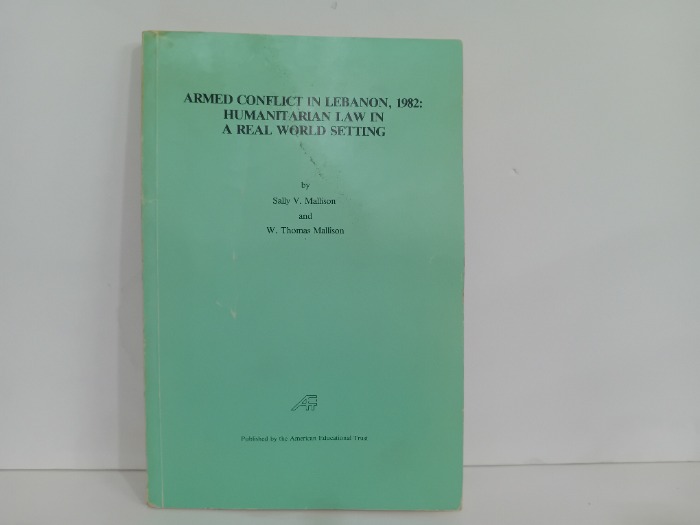 ARMED CONFLICT IN LEBANON, 1982:
HUMANITARIAN LAW IN
A REAL WORLD SETTING
by
Sally V. Mallison
and
W. Thomas Mallison
Published by the American Educational Trust